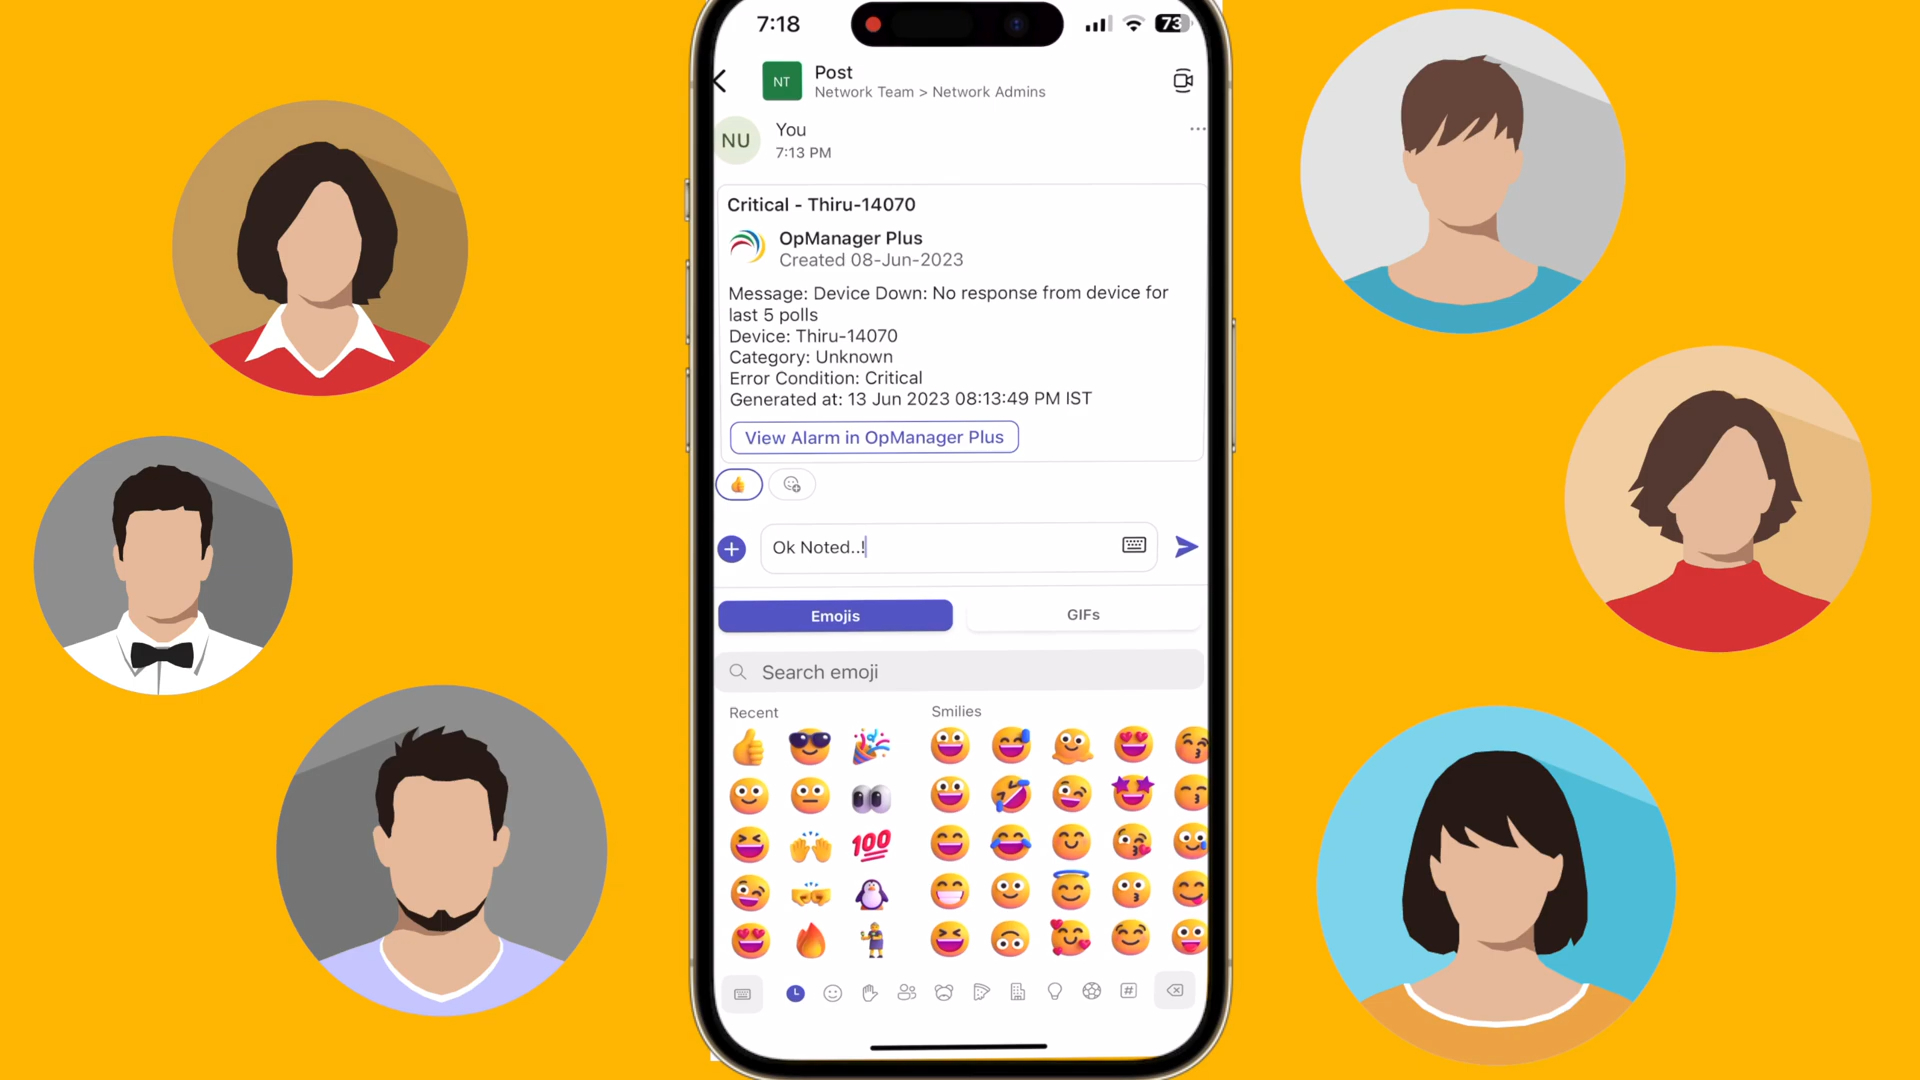 7:18
73
NT
Post
Network Team > Network Admins
NU
You
7:13 PM
Critical - Thiru-14070
OpManager Plus
Created 08-Jun-2023
Message: Device Down: No response from device for
last 5 polls
Device: Thiru-14070
Category: Unknown
Error Condition: Critical
Generated at: 13 Jun 2023 08:13:49 PM IST
View Alarm in OpManager Plus
Ok Noted..!
Emojis
GIFs
Search emoji
Recent
Smilies
100